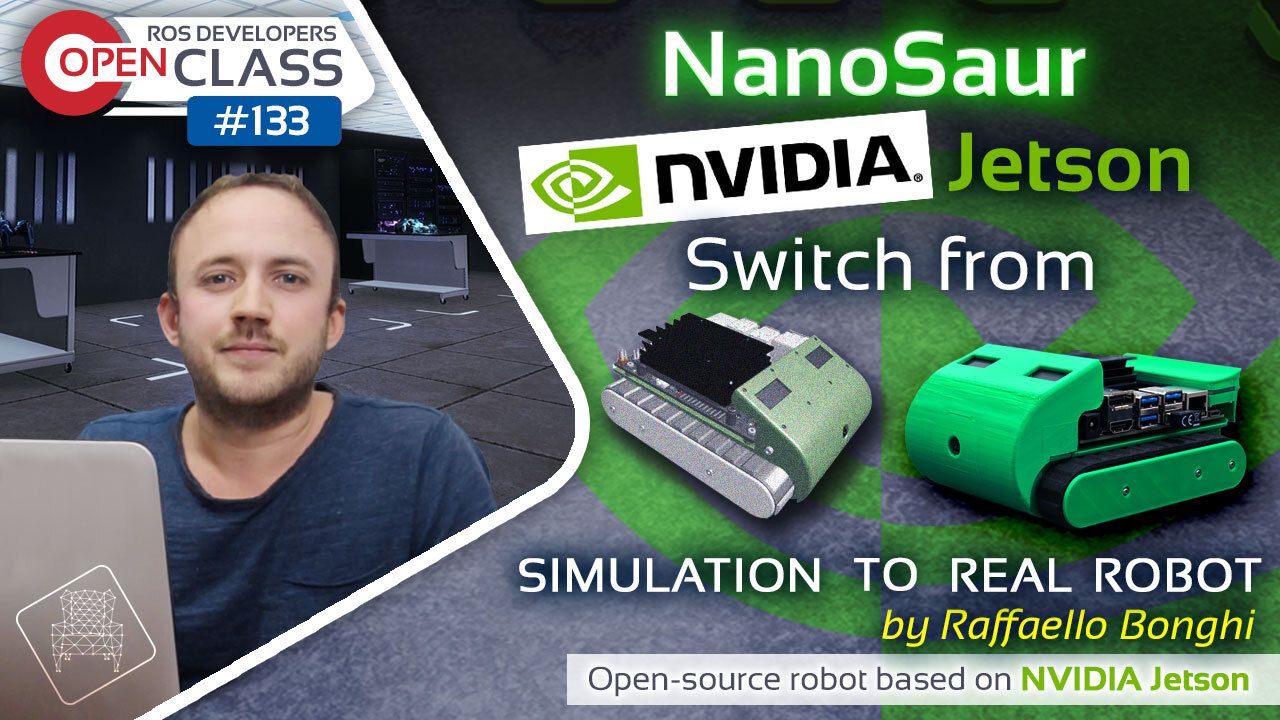 ROS DEVELOPERS
OPEN CLASS
#133
NanoSaur
NVIDIA® Jetson
Switch from
SIMULATION TO REAL ROBOT
by Raffaello Bonghi
Open-source robot based on NVIDIA Jetson